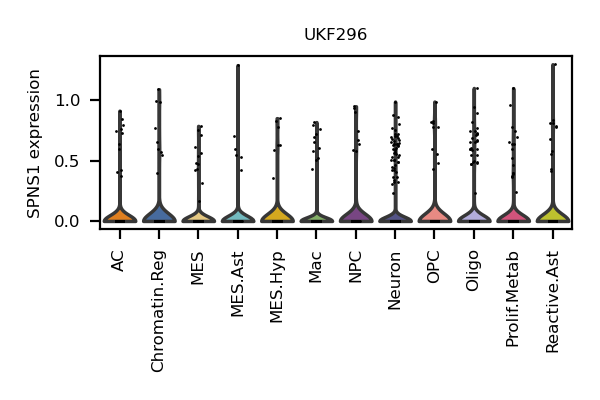 UKF296
SPNS1 expression
1.0
0.5
0.0
AC
Chromatin.Reg
MES
MES.Ast
MES.Hyp
Mac
NPC
Neuron
OPC
Oligo
Prolif.Metab
Reactive.Ast